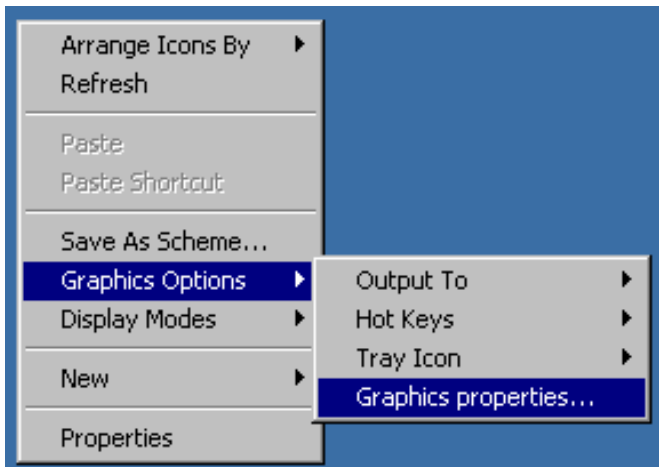 Arrange Icons By
Refresh
Paste
Paste Shortcut
Save As Scheme...
Graphics Options
Display Modes
New
Properties
Output To
Hot Keys
Tray Icon
Graphics properties...